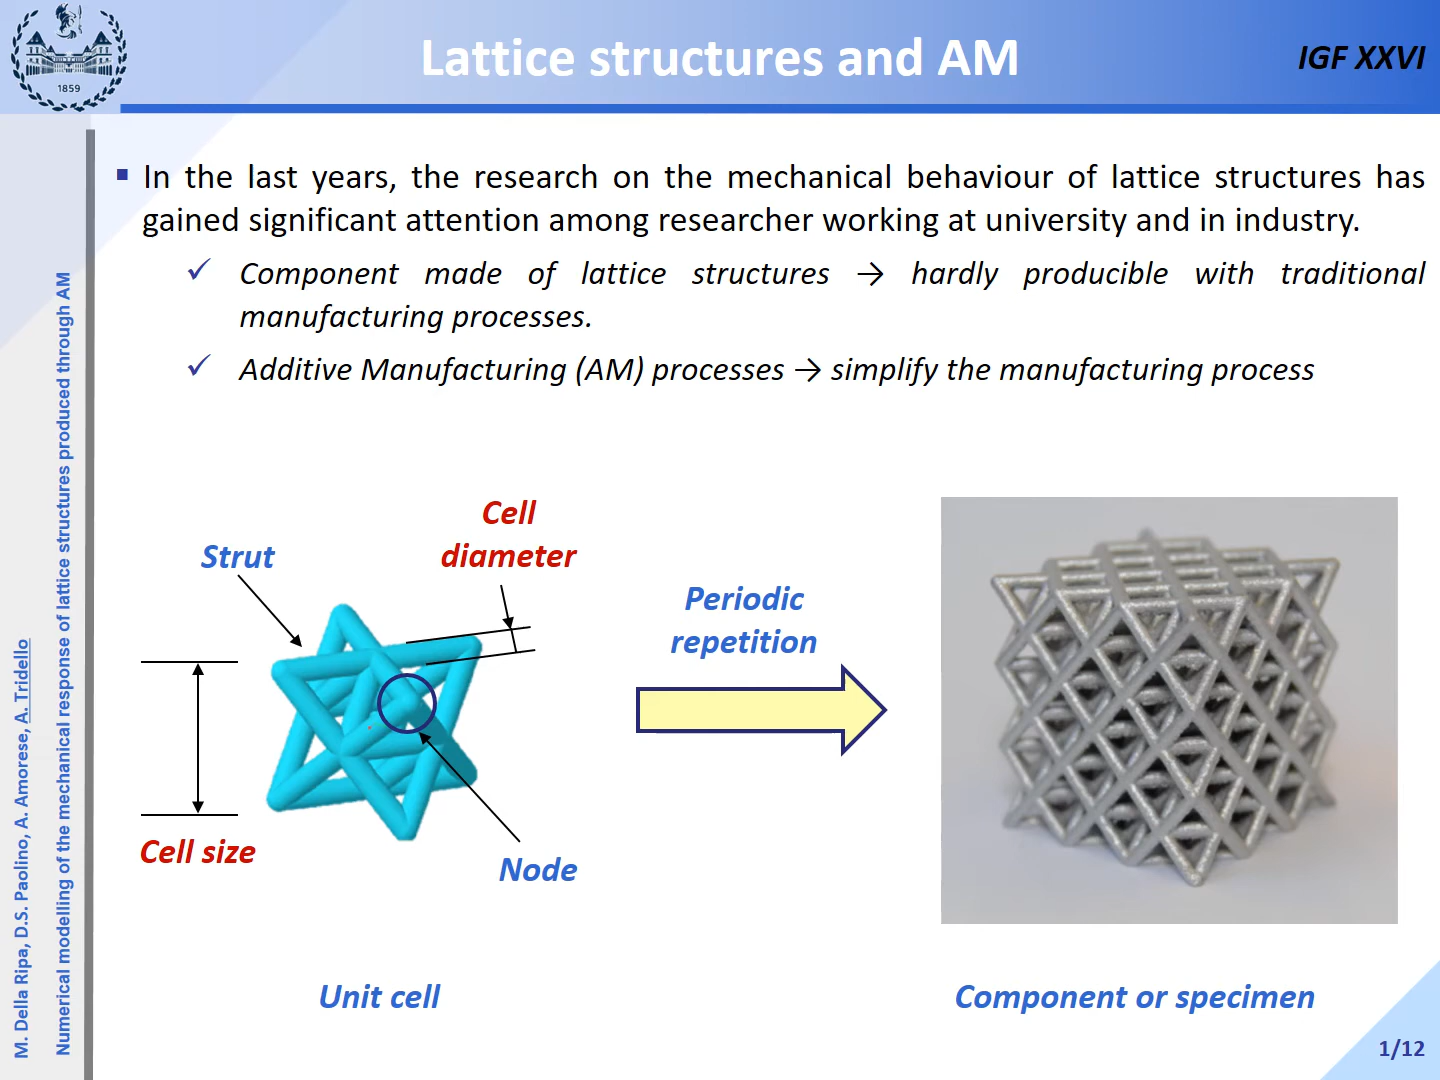 Lattice structures and AM
IGF XXVI
1859
▪ In the last years, the research on the mechanical behaviour of lattice structures has
gained significant attention among researcher working at university and in industry.
✓ Component made of lattice structures → hardly producible with traditional
manufacturing processes.
✓ Additive Manufacturing (AM) processes → simplify the manufacturing process
Strut
Cell
diameter
Cell size
Node
Unit cell
Periodic
repetition
Component or specimen
M. Della Ripa, D.S. Paolino, A. Amorese, A. Tridello
Numerical modelling of the mechanical response of lattice structures produced through AM
1/12